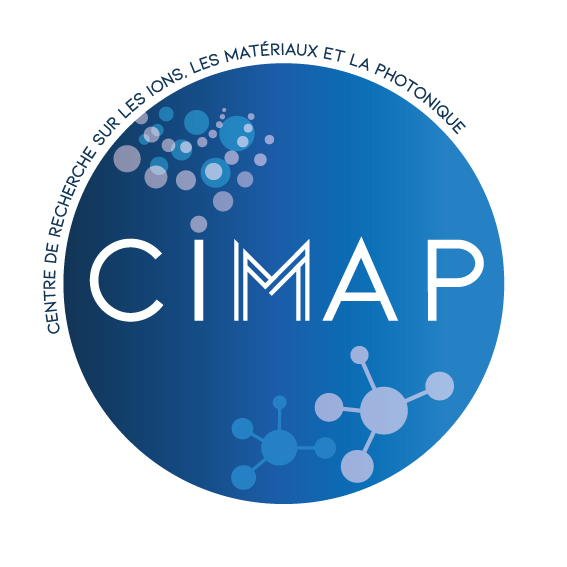 CENTRE DE RECHERCHE SUR LES IONS, LES MATÉRIAUX ET LA PHOTONIQUE
CIMAP